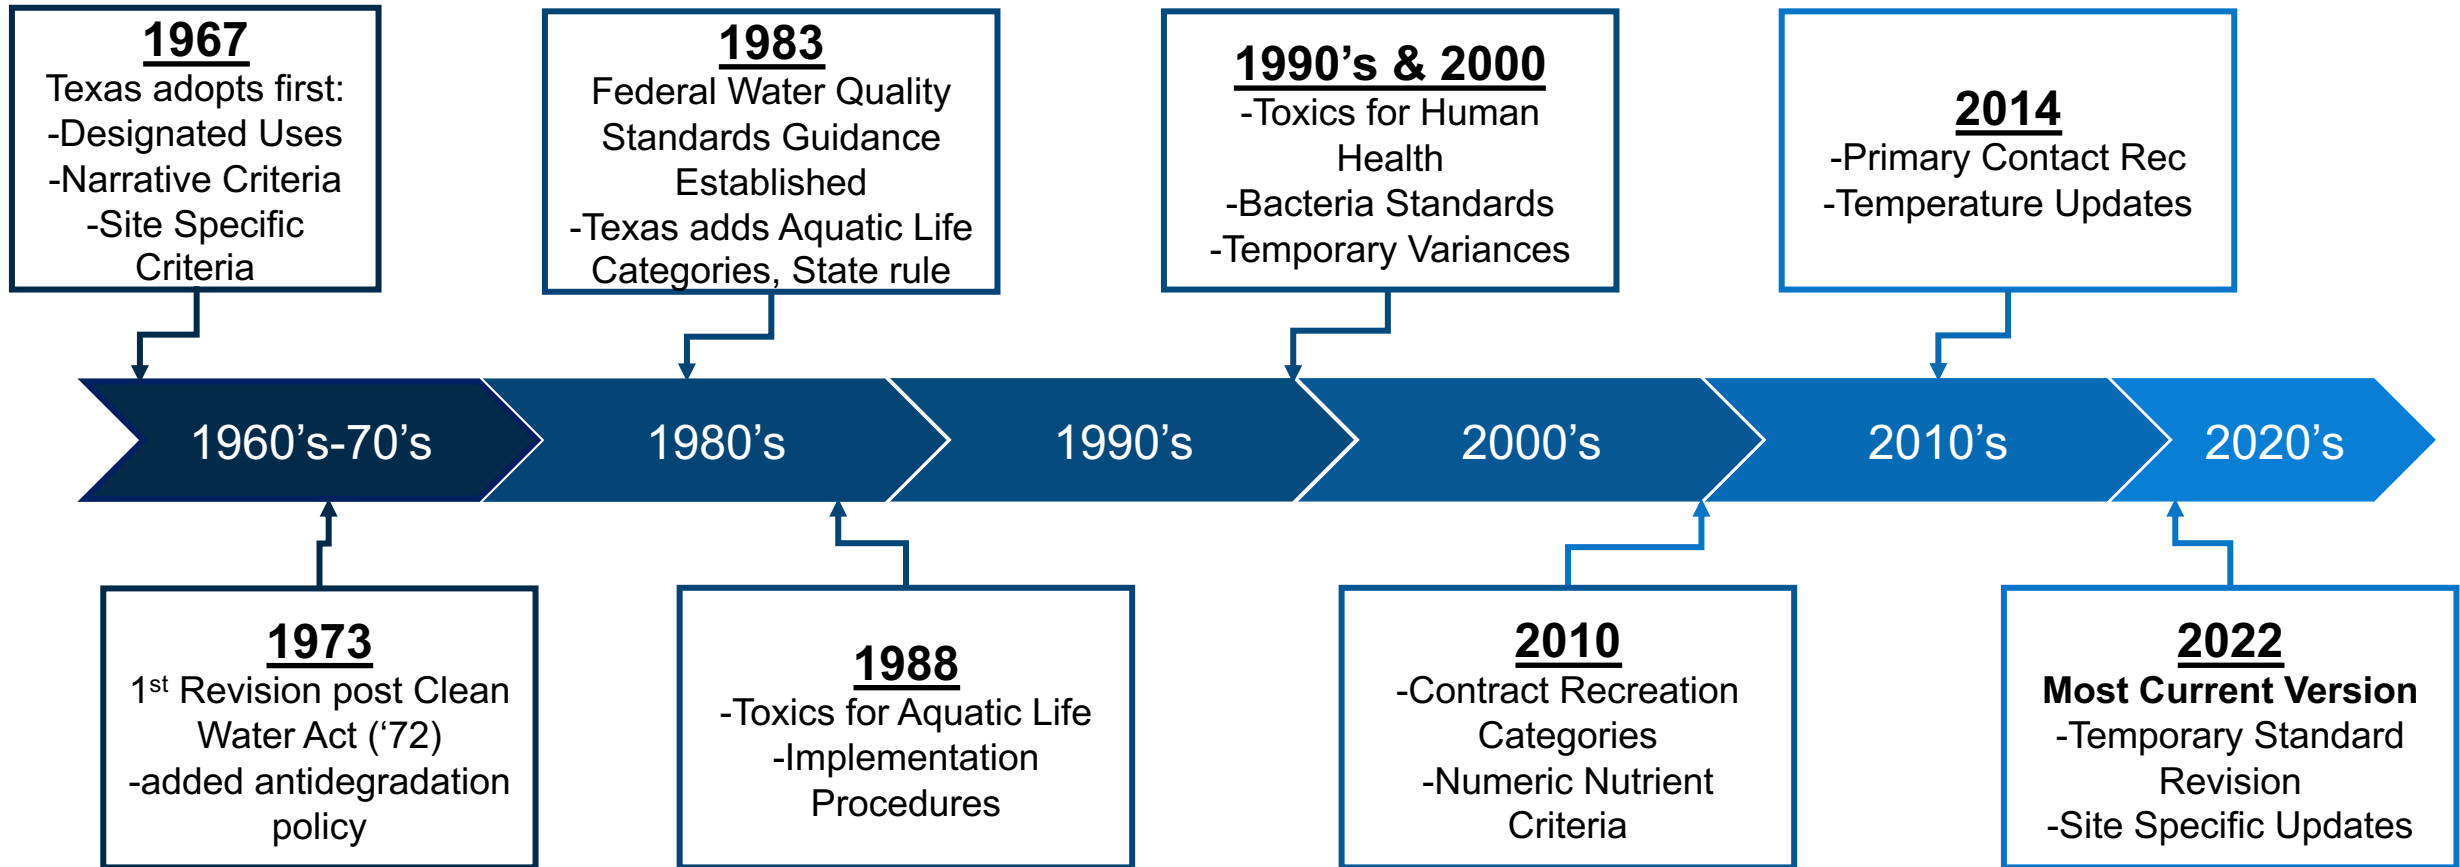 1967
Texas adopts first:
-Designated Uses
-Narrative Criteria
-Site Specific
Criteria
1983
Federal Water Quality
Standards Guidance
Established
-Texas adds Aquatic Life
Categories, State rule
1990’s & 2000
-Toxics for Human
Health
-Bacteria Standards
-Temporary Variances
2014
-Primary Contact Rec
-Temperature Updates
1960’s-70’s
1980’s
1990’s
2000’s
2010’s
2020’s
1973
1st Revision post Clean
Water Act (‘72)
-added antidegradation
policy
1988
-Toxics for Aquatic Life
-Implementation
Procedures
2010
-Contract Recreation
Categories
-Numeric Nutrient
Criteria
2022
Most Current Version
-Temporary Standard
Revision
-Site Specific Updates